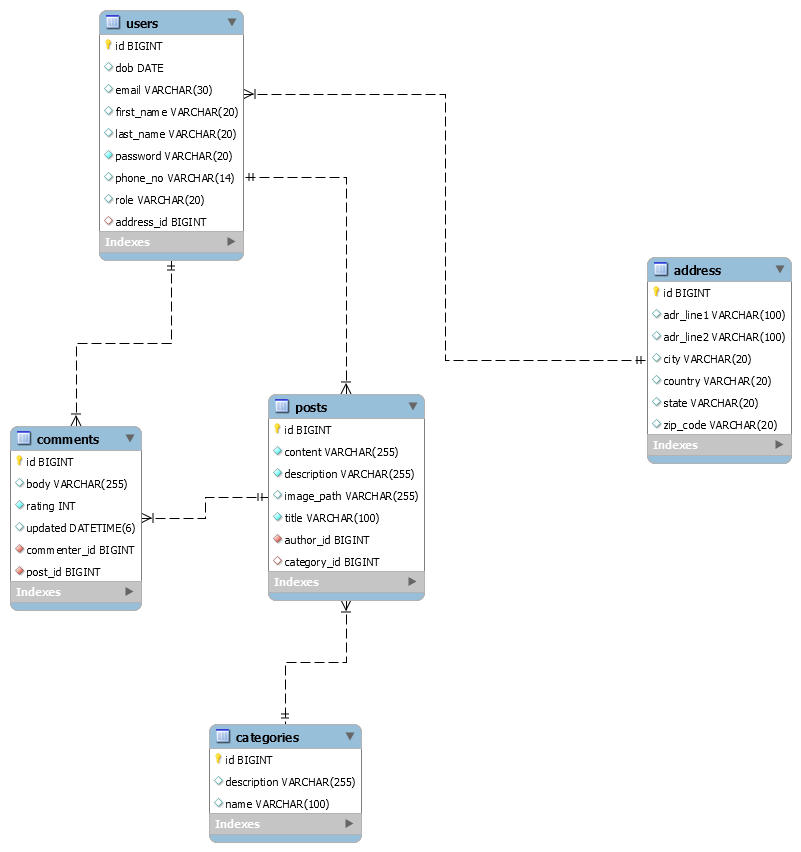 users
id BIGINT
dob DATE
email VARCHAR(30)
first_name VARCHAR(20)
last_name VARCHAR(20)
password VARCHAR(20)
phone_no VARCHAR(14)
role VARCHAR(20)
address_id BIGINT
Indexes
address
id BIGINT
adr_line1 VARCHAR(100)
adr_line2 VARCHAR(100)
city VARCHAR(20)
country VARCHAR(20)
state VARCHAR(20)
zip_code VARCHAR(20)
Indexes
posts
id BIGINT
content VARCHAR(255)
description VARCHAR(255)
image_path VARCHAR(255)
title VARCHAR(100)
author_id BIGINT
category_id BIGINT
Indexes
comments
id BIGINT
body VARCHAR(255)
rating INT
updated DATETIME(6)
commenter_id BIGINT
post_id BIGINT
Indexes
categories
id BIGINT
description VARCHAR(255)
name VARCHAR(100)
Indexes